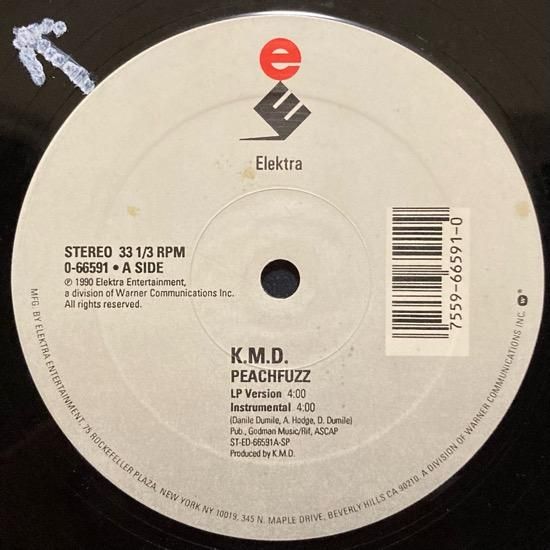 e
E
Elektra
STEREO 33 1/3 RPM
0-66591 • A SIDE
℗ 1990 Elektra Entertainment,
a division of Warner Communications Inc.
All rights reserved.
7559-66591-0
K.M.D.
PEACHFUZZ
LP Version 4:00
Instrumental 4:00
(Danile Dumile, A. Hodge, D. Dumile)
Pub., Godman Music/Rif, ASCAP
ST-ED-66591A-SP
Produced by K.M.D.
MFG. BY ELEKTRA ENTERTAINMENT, 75 ROCKEFELLER PLAZA, NEW YORK NY 10019, 345 N. MAPLE DRIVE, BEVERLY HILLS CA 90210. A DIVISION OF WARNER COMMUNICATIONS INC. W ®